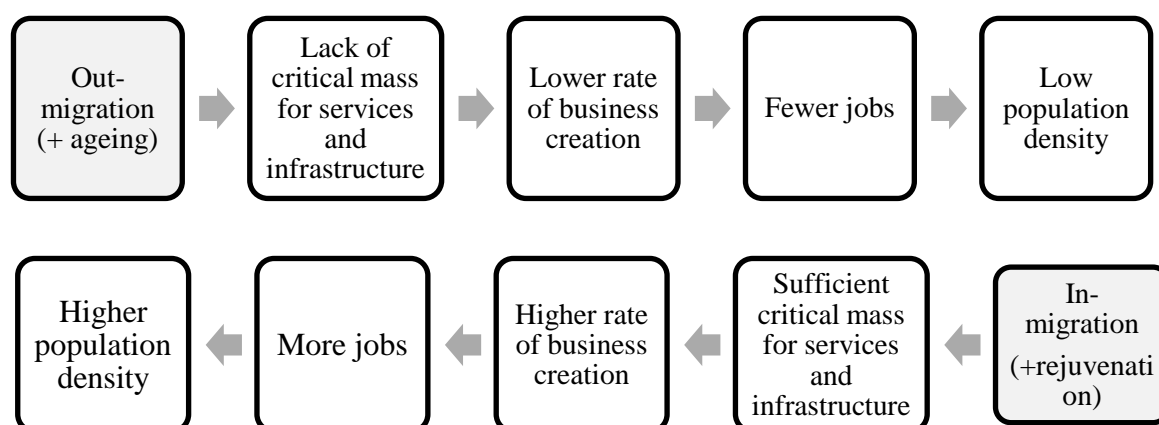 Out-
migration
(+ ageing)
Lack of
critical mass
for services
and
infrastructure
Lower rate
of business
creation
Fewer jobs
Low
population
density
Higher
population
density
More jobs
Higher rate
of business
creation
Sufficient
critical mass
for services
and
infrastructure
In-
migration
(+rejuvenati
on)